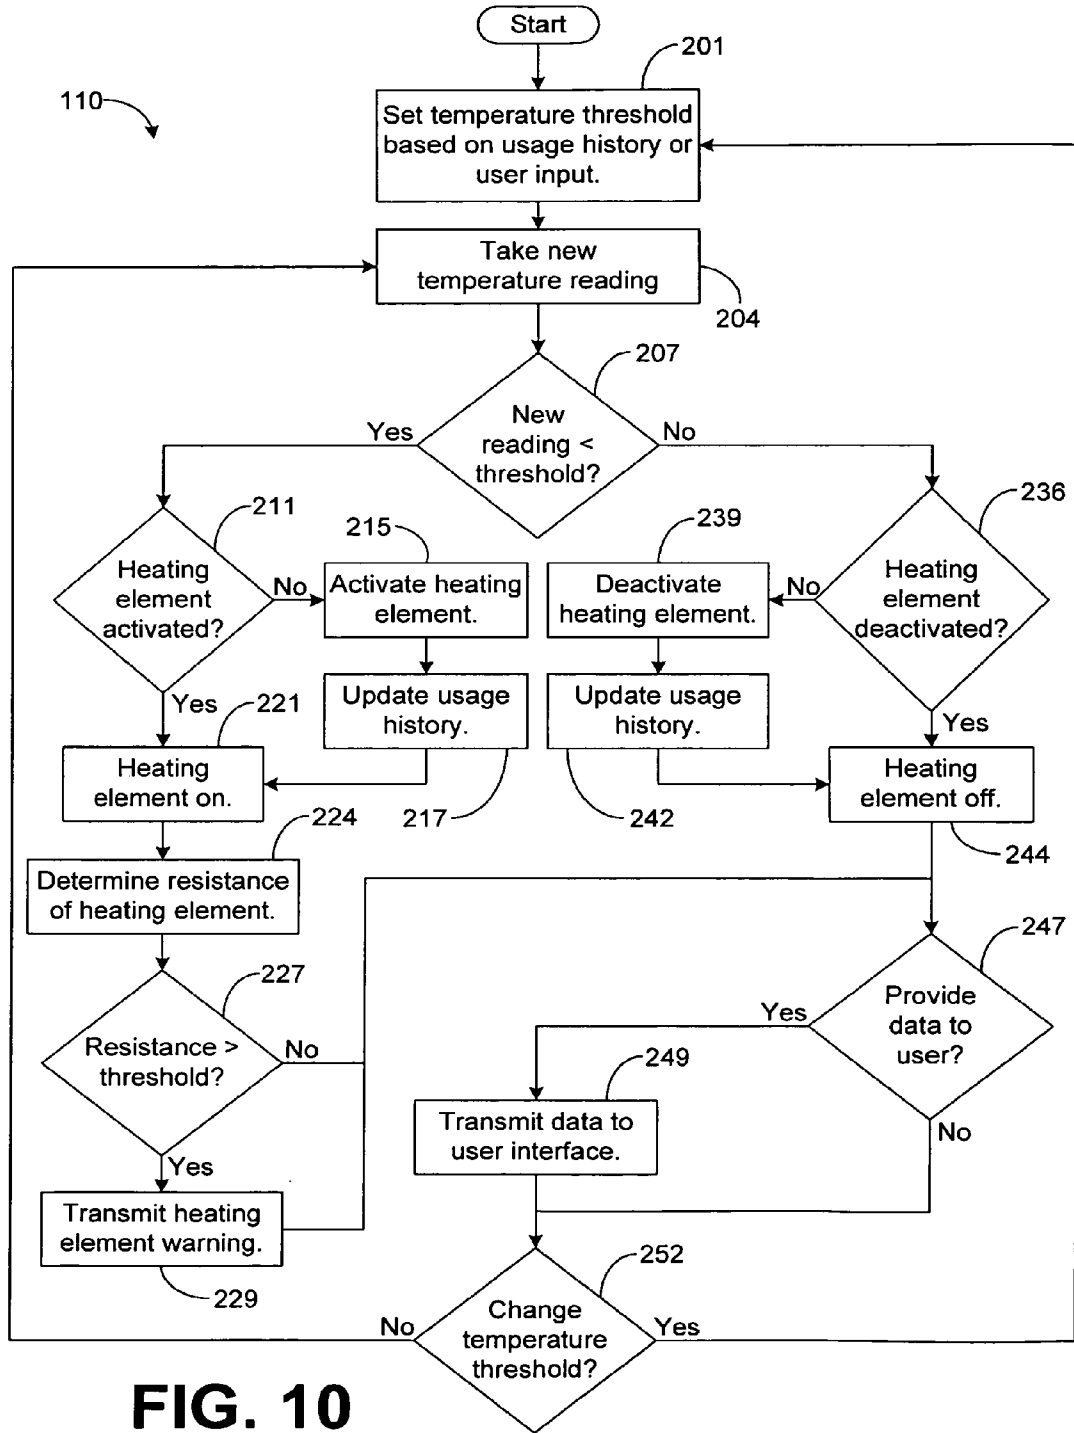 Start
201
110
Set temperature threshold
based on usage history or
user input.
Take new
temperature reading
204
207
New
reading <
threshold?
Yes
No
211
215
239
236
Heating
element
activated?
No
Activate heating
element.
Deactivate
heating element.
No
Heating
element
deactivated?
Yes
221
Update usage
history.
Update usage
history.
Yes
Heating
element on.
Heating
element off.
224
217
242
244
Determine resistance
of heating element.
227
247
Resistance >
threshold?
No
Yes
Provide
data to
user?
249
Transmit data to
user interface.
No
Yes
Transmit heating
element warning.
229
252
Change
temperature
threshold?
No
Yes
FIG. 10